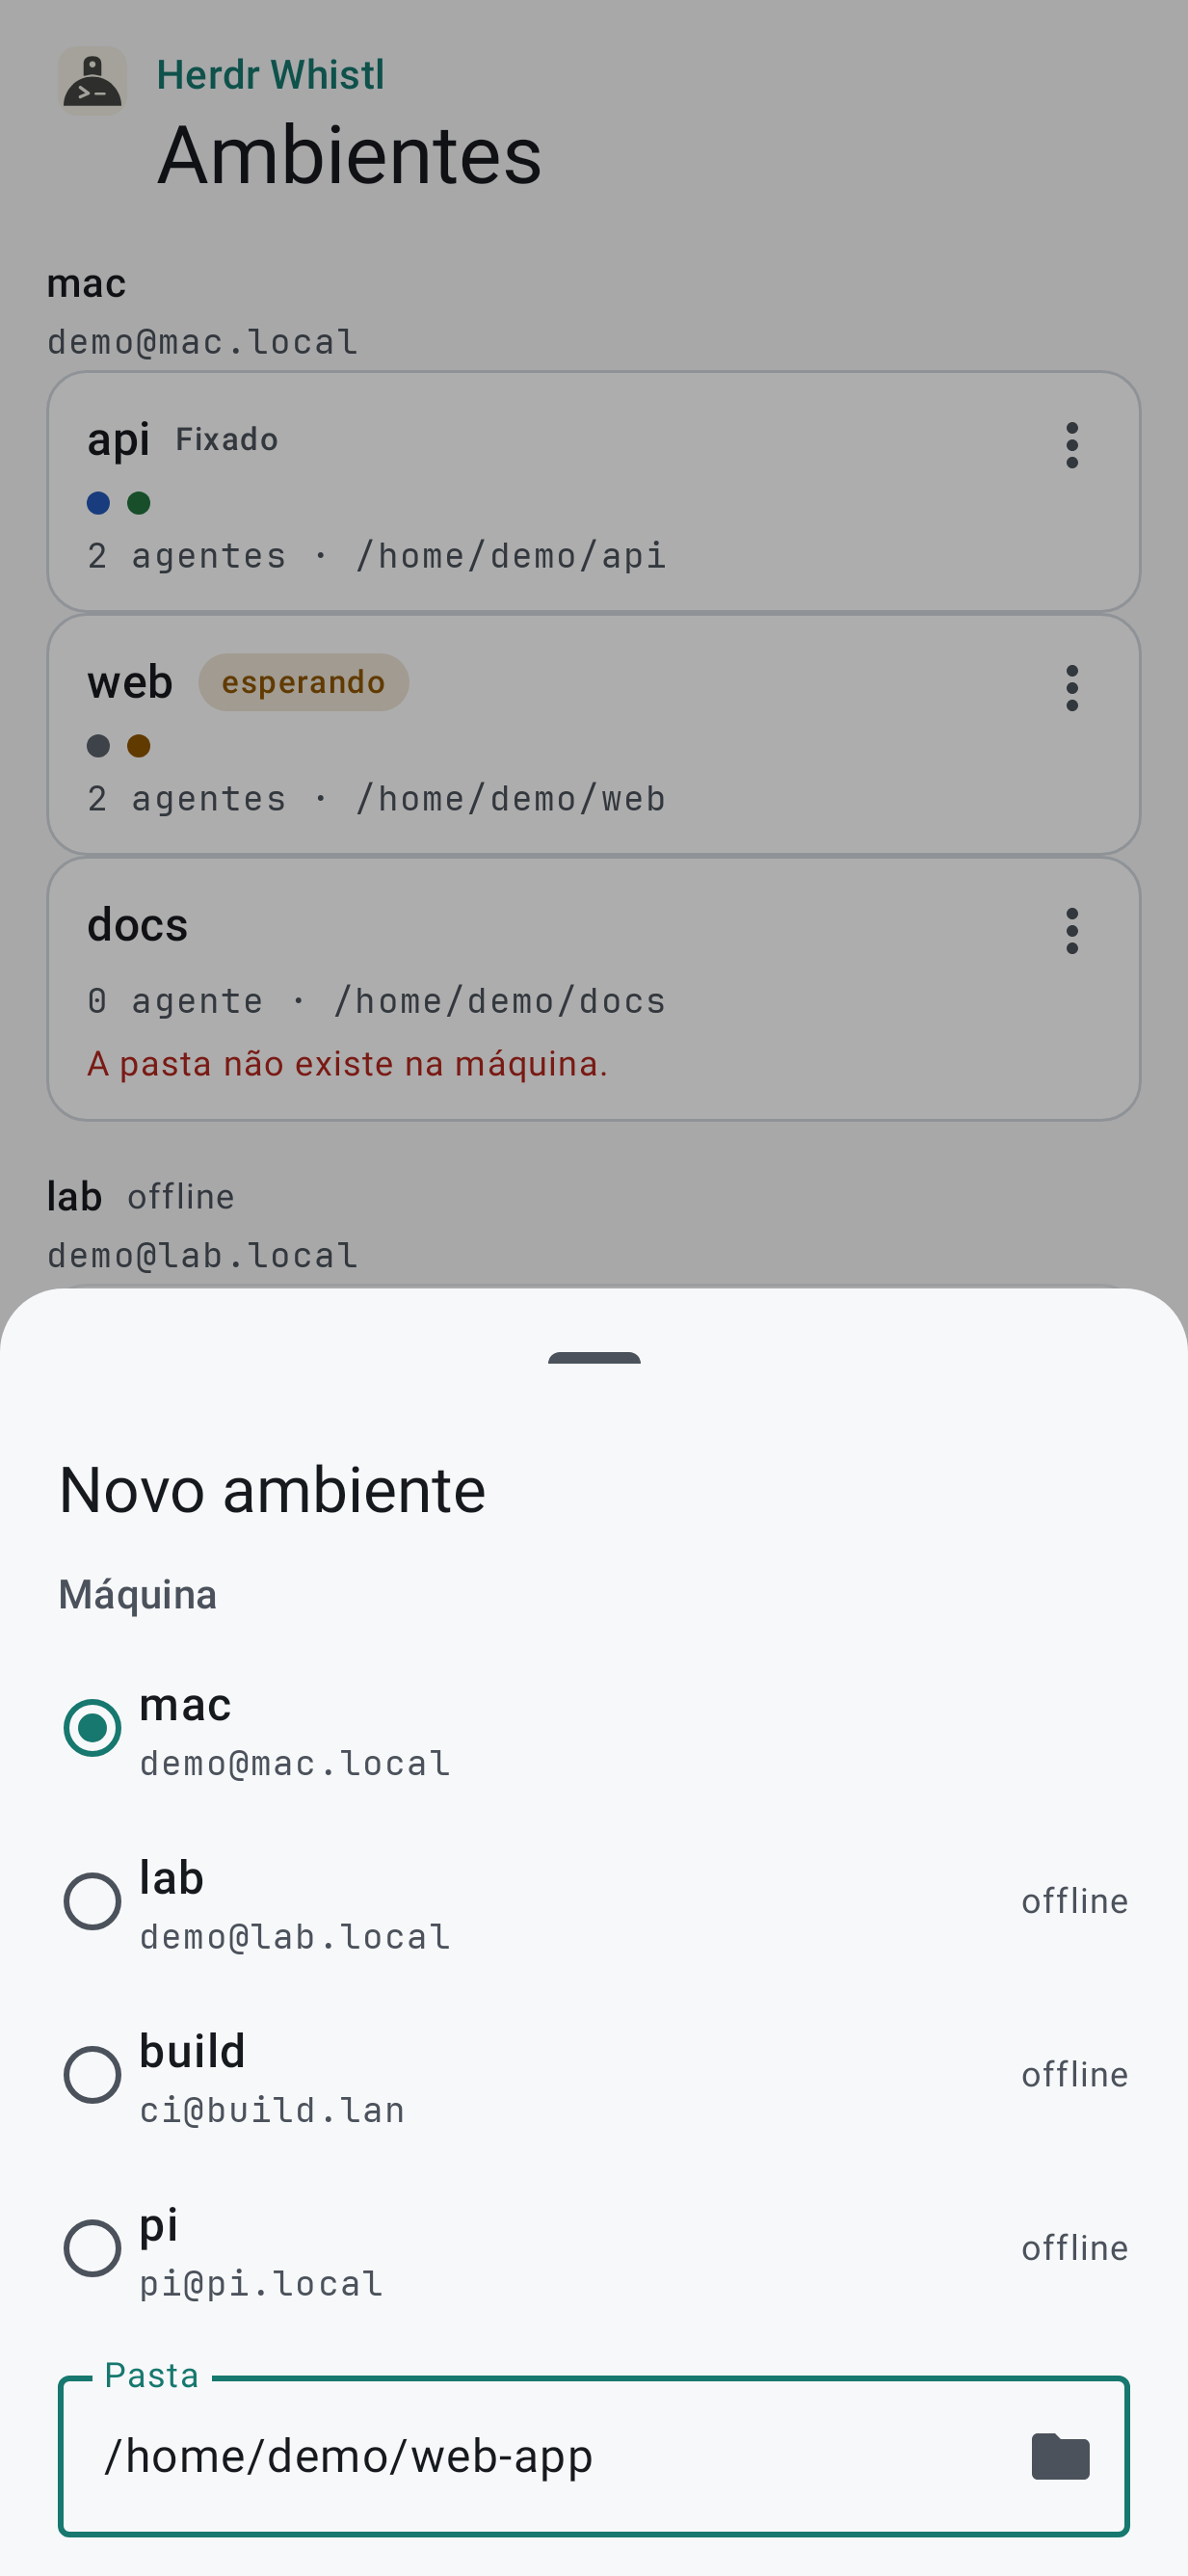 Herdr Whistl
Ambientes
mac
demo@mac.local
api Fixado
2 agentes · /home/demo/api
web esperando
2 agentes · /home/demo/web
docs
0 agente · /home/demo/docs
A pasta não existe na máquina.
lab offline
demo@lab.local
Novo ambiente
Máquina
mac
demo@mac.local
lab offline
demo@lab.local
build offline
ci@build.lan
pi offline
pi@pi.local
Pasta
/home/demo/web-app